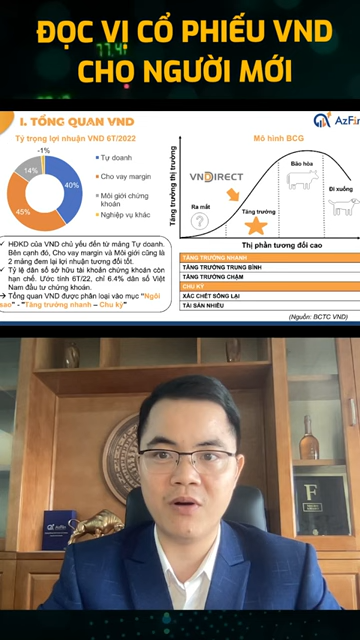 ĐỌC VỊ CỔ PHIẾU VND
CHO NGƯỜI MỚI
I. TỔNG QUAN VND
AzFin
Tỷ trọng lợi nhuận VND 6T/2022
-1%
14%
40%
45%
Tự doanh
Cho vay margin
Môi giới chứng
khoán
Nghiệp vụ khác
✓ HĐKD của VND chủ yếu đến từ mảng Tự doanh.
Bên cạnh đó, Cho vay margin và Môi giới cũng là
2 mảng đem lại lợi nhuận tương đối tốt.
✓ Tỷ lệ dân số sở hữu tài khoản chứng khoán còn
hạn chế. Ước tính 6T/22, chỉ 6.4% dân số Việt
Nam đầu tư chứng khoán.
→ Tổng quan VND được phân loại vào mục "Ngôi
sao" - "Tăng trưởng nhanh – Chu kỳ"
Mô hình BCG
Tăng trưởng thị trường
VNDIRECT
Bão hòa
Đi xuống
Ra mắt
?
Tăng trưởng
Thị phần tương đối cao
TĂNG TRƯỞNG NHANH
TĂNG TRƯỞNG TRUNG BÌNH
TĂNG TRƯỞNG CHẬM
CHU KỲ
XÁC CHẾT SỐNG LẠI
TÀI SẢN NHIỀU
(Nguồn: BCTC VND)
AzFin
F